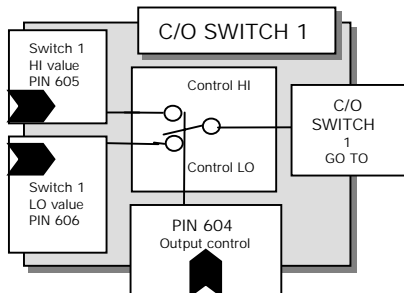 C/O SWITCH 1
Switch 1
HI value
PIN 605
Control HI
C/O
SWITCH
1
GO TO
Control LO
Switch 1
LO value
PIN 606
PIN 604
Output control